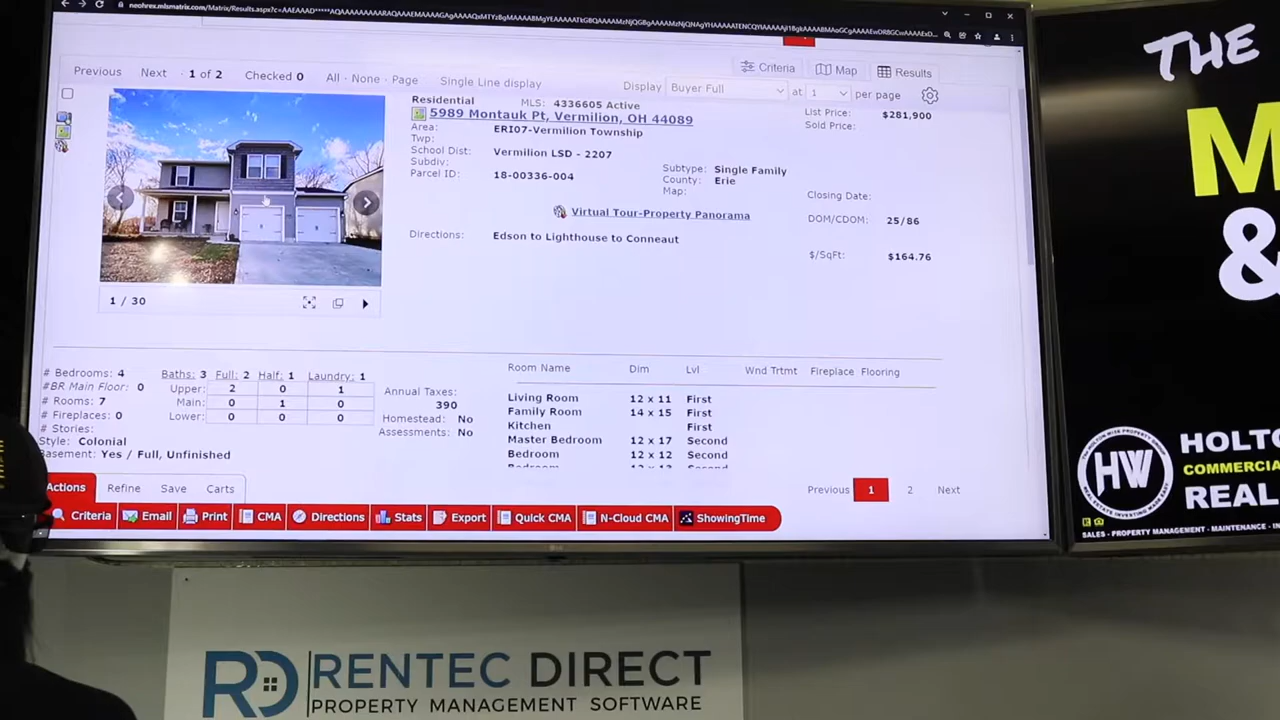 Previous Next · 1 of 2 Checked 0 All · None · Page Single Line display
Criteria Map Results
Display Buyer Full at 1 per page
Residential MLS: 4336605 Active
5989 Montauk Pt, Vermilion, OH 44089
List Price: $281,900
Sold Price:
Area: ERI07-Vermilion Township
Twp:
School Dist: Vermilion LSD - 2207
Subdiv:
Parcel ID: 18-00336-004
Subtype: Single Family
County: Erie
Map:
Closing Date:
DOM/CDOM: 25/86
$/SqFt: $164.76
Virtual Tour-Property Panorama
Directions: Edson to Lighthouse to Conneaut
1 / 30
# Bedrooms: 4
#BR Main Floor: 0
# Rooms: 7
# Fireplaces: 0
# Stories:
Style: Colonial
Basement: Yes / Full, Unfinished
Baths: 3 Full: 2 Half: 1 Laundry: 1
Upper: 2 0 1
Main: 0 1 0
Lower: 0 0 0
Annual Taxes:
390
Homestead: No
Assessments: No
Room Name Dim Lvl Wnd Trtmt Fireplace Flooring
Living Room 12 x 11 First
Family Room 14 x 15 First
Kitchen First
Master Bedroom 12 x 17 Second
Bedroom 12 x 12 Second
Actions Refine Save Carts
Previous 1 2 Next
Criteria Email Print CMA Directions Stats Export Quick CMA N-Cloud CMA ShowingTime
THE
M
&
HW
HOLTO
COMMERCIA
REAL
SALES - PROPERTY MANAGEMENT - MAINTENANCE - IN
RD RENTEC DIRECT
PROPERTY MANAGEMENT SOFTWARE